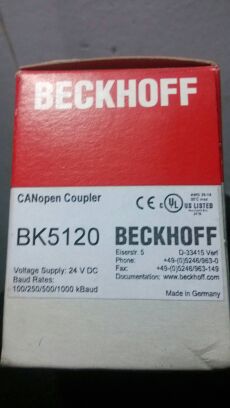 BECKHOFF
CANopen Coupler
CE c UL US LISTED
BK5120 BECKHOFF
Eiserstr. 5 D-33415 Verl
Voltage Supply: 24 V DC Phone: +49-(0)5246/963-0
Baud Rates: Fax: +49-(0)5246/963-149
100/250/500/1000 kBaud Documentation: www.beckhoff.com
Made in Germany